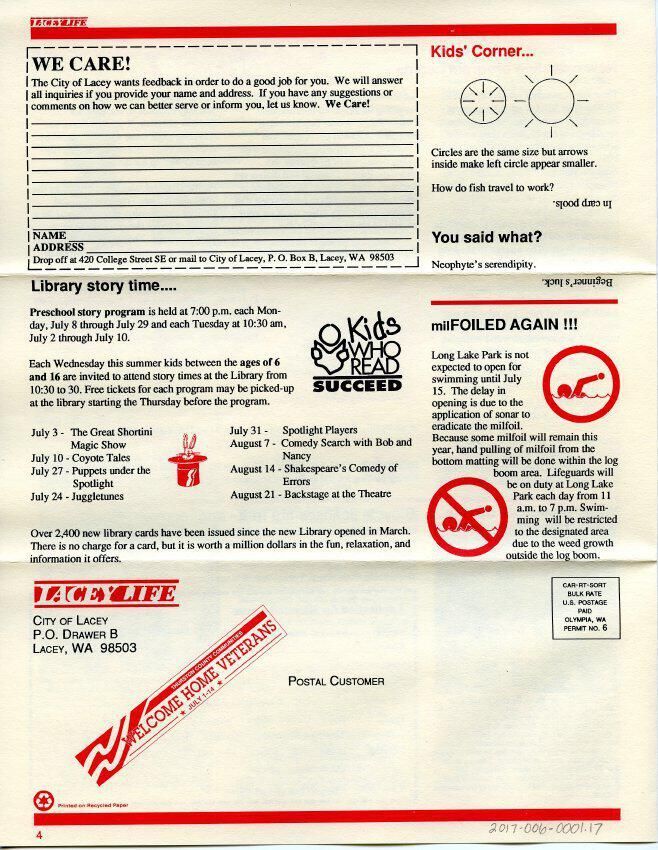 LACEY LIFE
WE CARE!
The City of Lacey wants feedback in order to do a good job for you. We will answer
all inquiries if you provide your name and address. If you have any suggestions or
comments on how we can better serve or inform you, let us know. We Care!
NAME
ADDRESS
Drop off at 420 College Street SE or mail to City of Lacey, P. O. Box B, Lacey, WA 98503
Kids' Corner...
Circles are the same size but arrows
inside make left circle appear smaller.
How do fish travel to work?
In carp pools.
You said what?
Neophyte's serendipity.
Beginner's luck.
Library story time....
Preschool story program is held at 7:00 p.m. each Mon-
day, July 8 through July 29 and each Tuesday at 10:30 am,
July 2 through July 10.
Each Wednesday this summer kids between the ages of 6
and 16 are invited to attend story times at the Library from
10:30 to 30. Free tickets for each program may be picked-up
at the library starting the Thursday before the program.
Kids
WHO
READ
SUCCEED
July 3 - The Great Shortini
Magic Show
July 10 - Coyote Tales
July 27 - Puppets under the
Spotlight
July 24 - Juggletunes
July 31 - Spotlight Players
August 7 - Comedy Search with Bob and
Nancy
August 14 - Shakespeare's Comedy of
Errors
August 21 - Backstage at the Theatre
Over 2,400 new library cards have been issued since the new Library opened in March.
There is no charge for a card, but it is worth a million dollars in the fun, relaxation, and
information it offers.
milFOILED AGAIN !!!
Long Lake Park is not
expected to open for
swimming until July
15. The delay in
opening is due to the
application of sonar to
eradicate the milfoil.
Because some milfoil will remain this
year, hand pulling of milfoil from the
bottom matting will be done within the log
boom area. Lifeguards will
be on duty at Long Lake
Park each day from 11
a.m. to 7 p.m. Swim-
ming will be restricted
to the designated area
due to the weed growth
outside the log boom.
LACEY LIFE
CITY OF LACEY
P.O. DRAWER B
LACEY, WA 98503
THURSTON COUNTY COMMUNITIES
WELCOME HOME VETERANS
★ JULY 1-14 ★
POSTAL CUSTOMER
CAR-RT-SORT
BULK RATE
U.S. POSTAGE
PAID
OLYMPIA, WA
PERMIT NO. 6
Printed on Recycled Paper
4
2017-006-0001.17